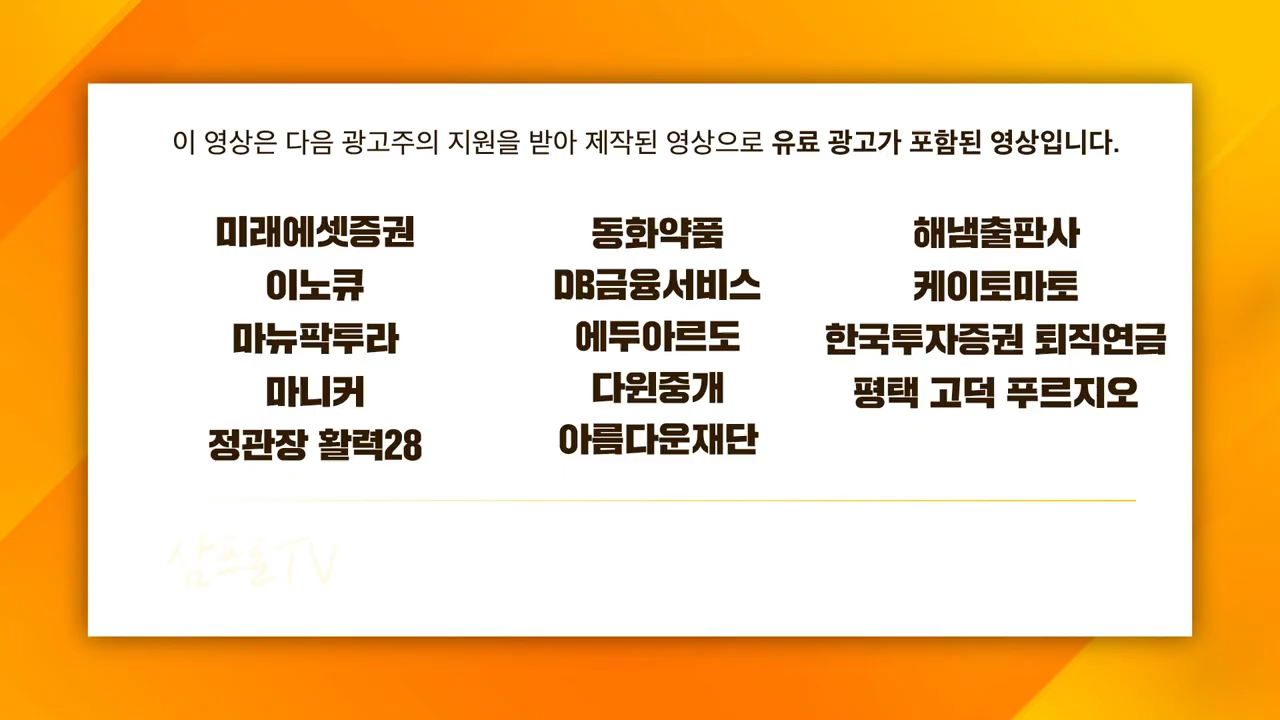 이 영상은 다음 광고주의 지원을 받아 제작된 영상으로 유료 광고가 포함된 영상입니다.
미래에셋증권
이노큐
마뉴팍투라
마니커
정관장 활력28
동화약품
DB금융서비스
에두아르도
다윈중개
아름다운재단
해냄출판사
케이토마토
한국투자증권 퇴직연금
평택 고덕 푸르지오
삼프로TV